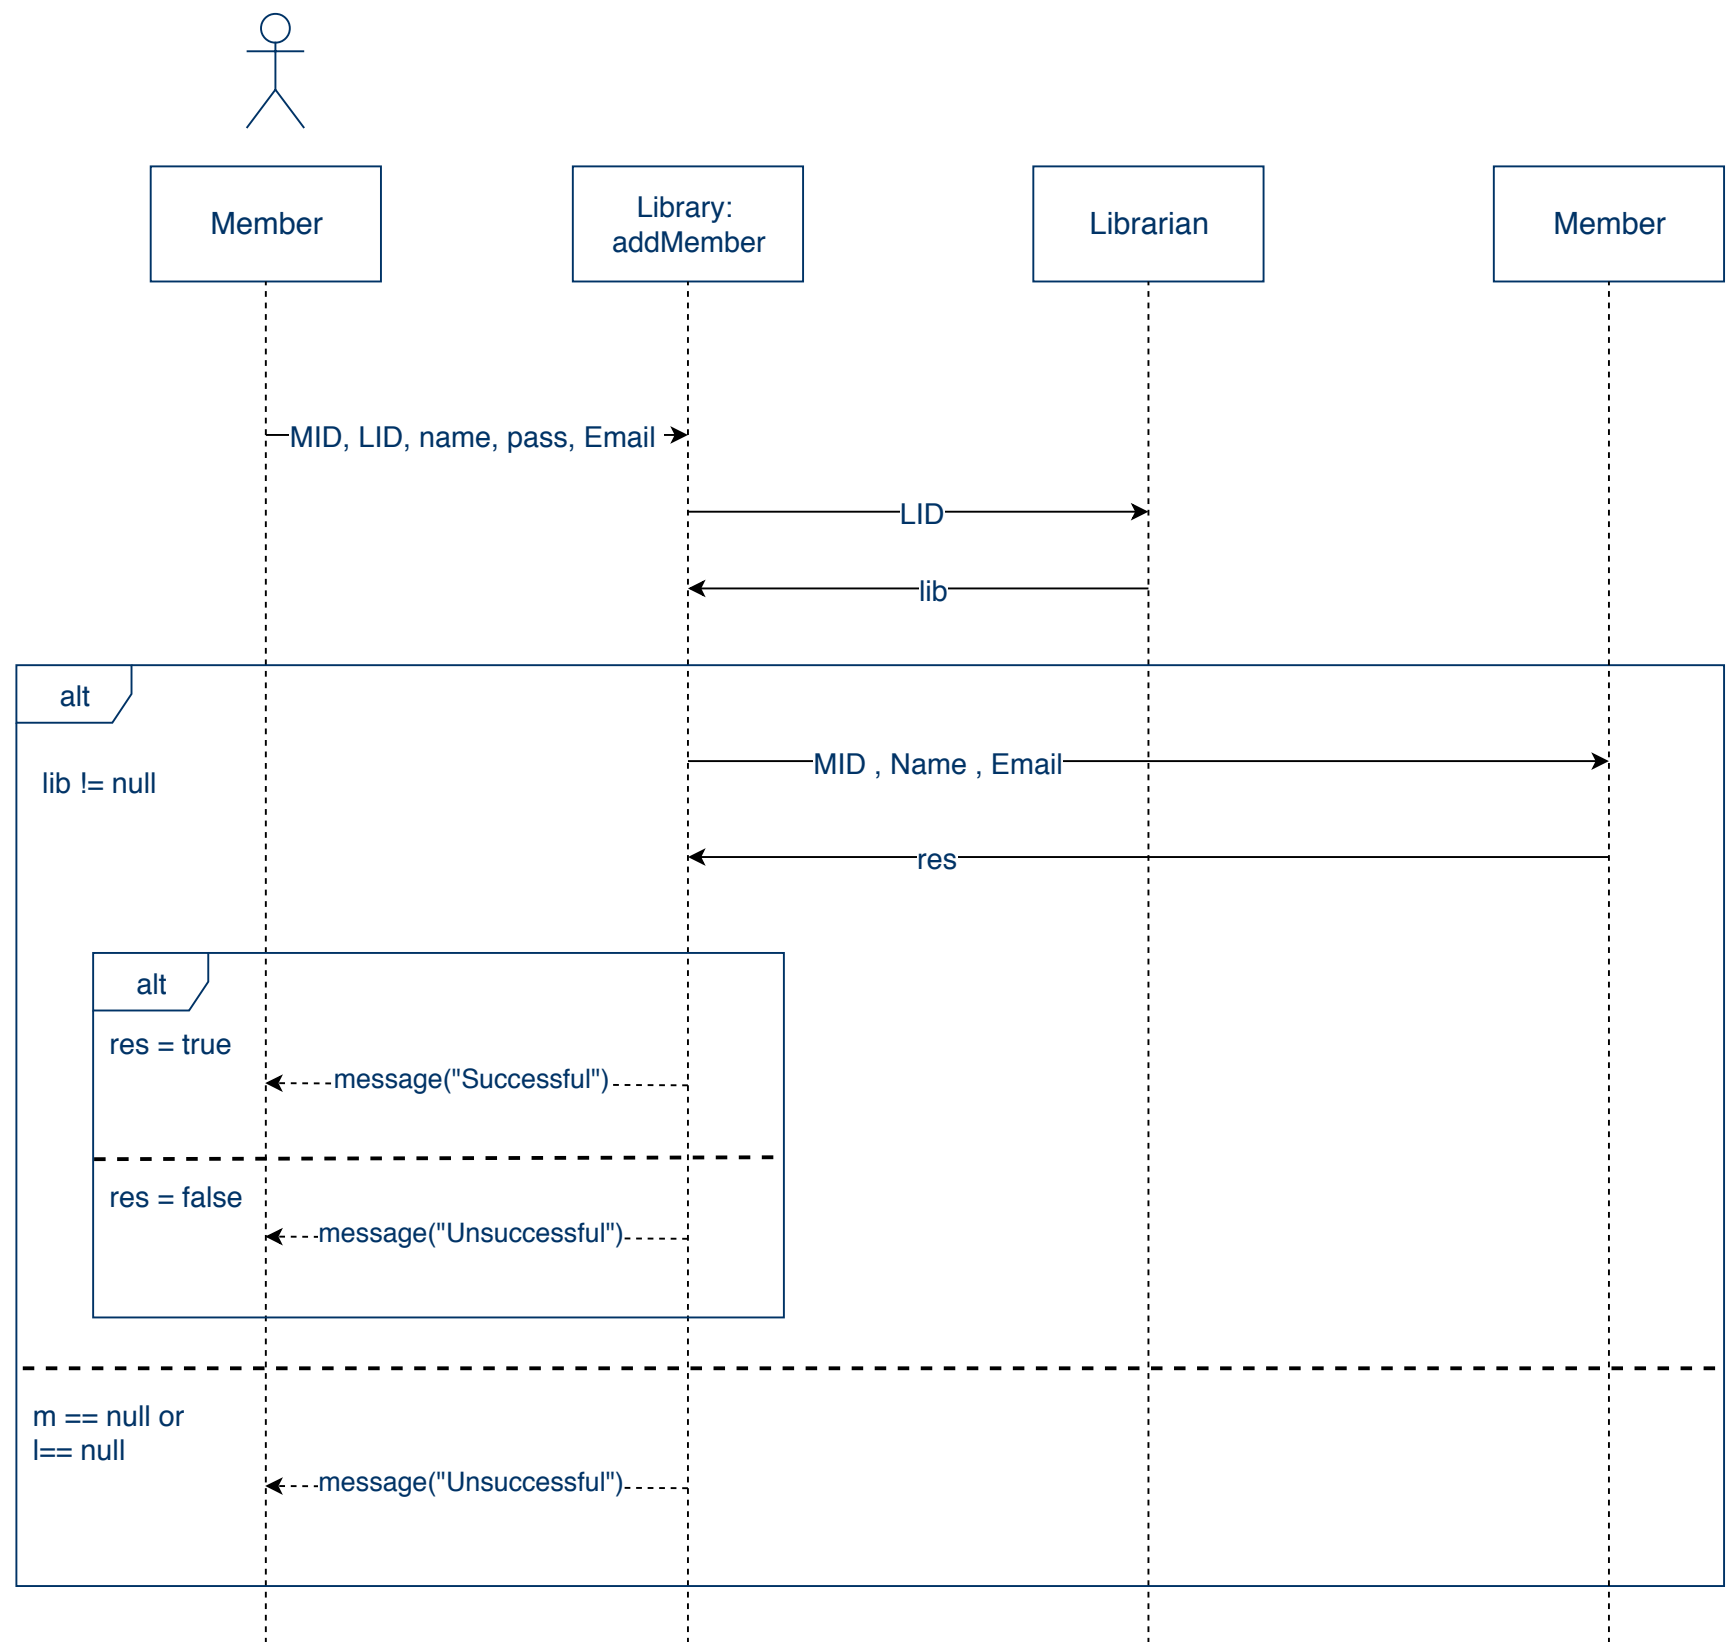 Member
Library:
addMember
Librarian
Member
MID, LID, name, pass, Email
LID
lib
alt
MID , Name , Email
lib != null
res
alt
res = true
message("Successful")
res = false
message("Unsuccessful")
m == null or
l== null
message("Unsuccessful")